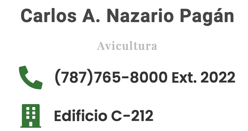 Carlos A. Nazario Pagán
Avicultura
(787)765-8000 Ext. 2022
Edificio C-212